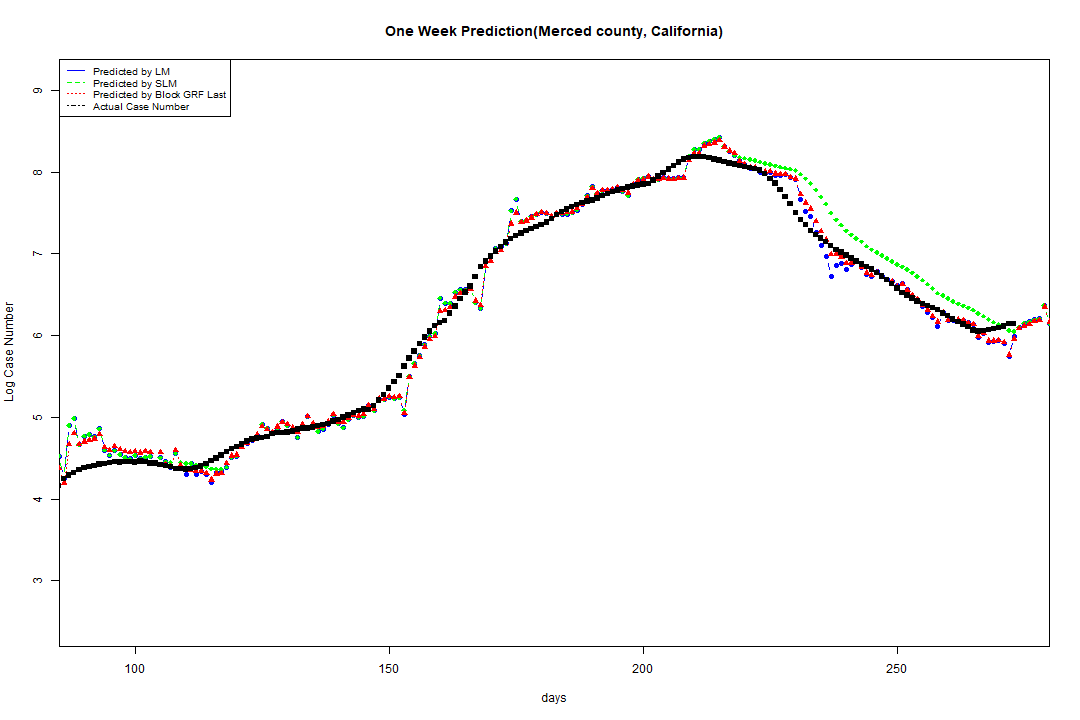 One Week Prediction(Merced county, California)
Predicted by LM
Predicted by SLM
Predicted by Block GRF Last
Actual Case Number
9
8
7
6
5
4
3
Log Case Number
100 150 200 250
days